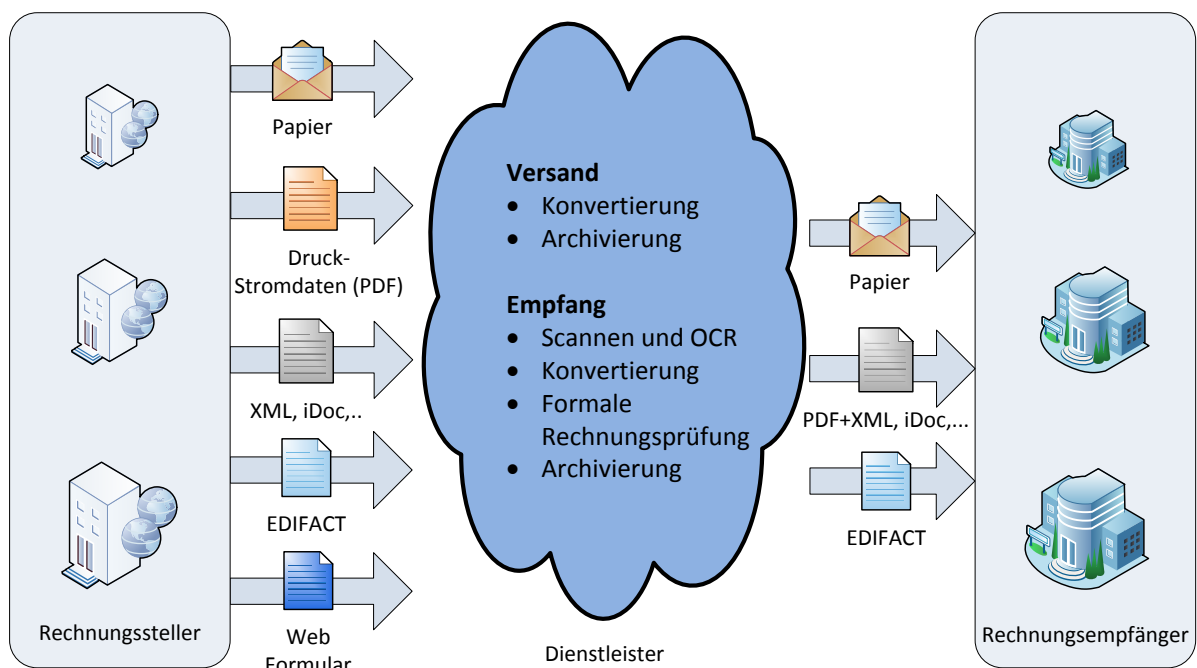 Papier
Druck-
Stromdaten (PDF)
XML, iDoc,..
EDIFACT
Web
Formular
Rechnungssteller
Versand
• Konvertierung
• Archivierung
Empfang
• Scannen und OCR
• Konvertierung
• Formale
Rechnungsprüfung
• Archivierung
Dienstleister
Papier
PDF+XML, iDoc,...
EDIFACT
Rechnungsempfänger